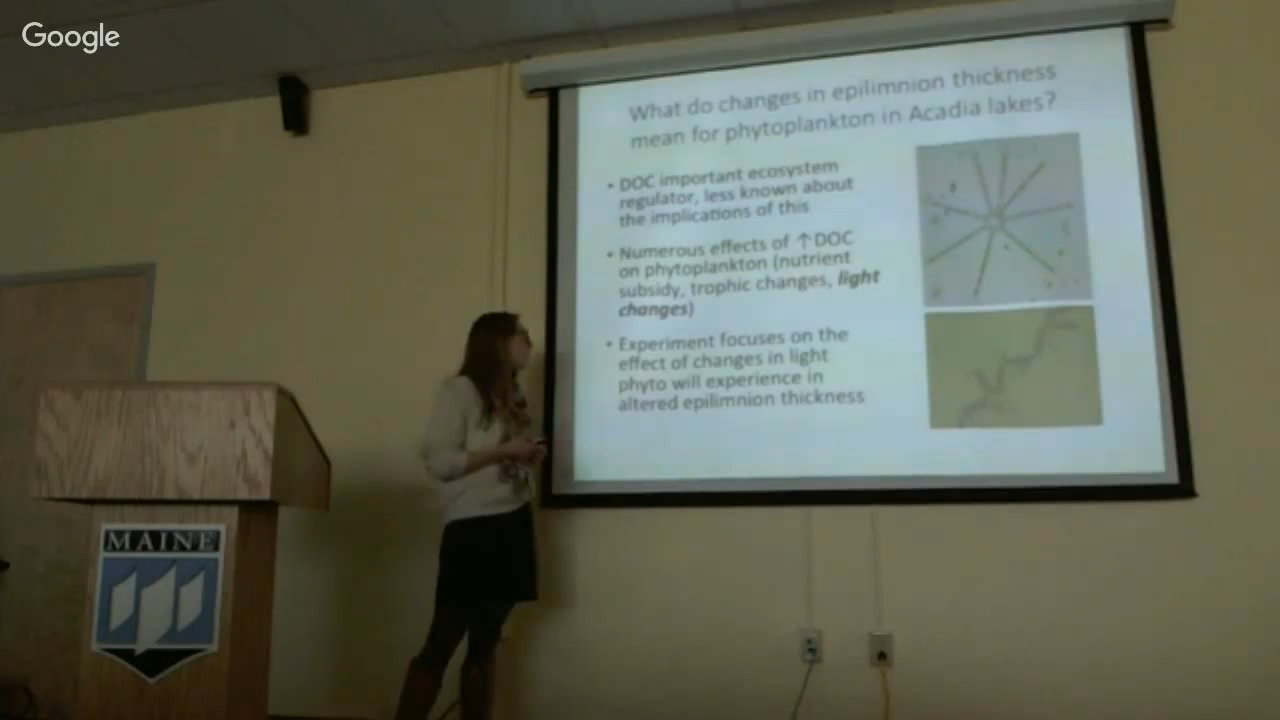 Google
What do changes in epilimnion thickness
mean for phytoplankton in Acadia lakes?
• DOC important ecosystem
regulator, less known about
the implications of this
• Numerous effects of ↑DOC
on phytoplankton (nutrient
subsidy, trophic changes, light
changes)
• Experiment focuses on the
effect of changes in light
phyto will experience in
altered epilimnion thickness
MAINE